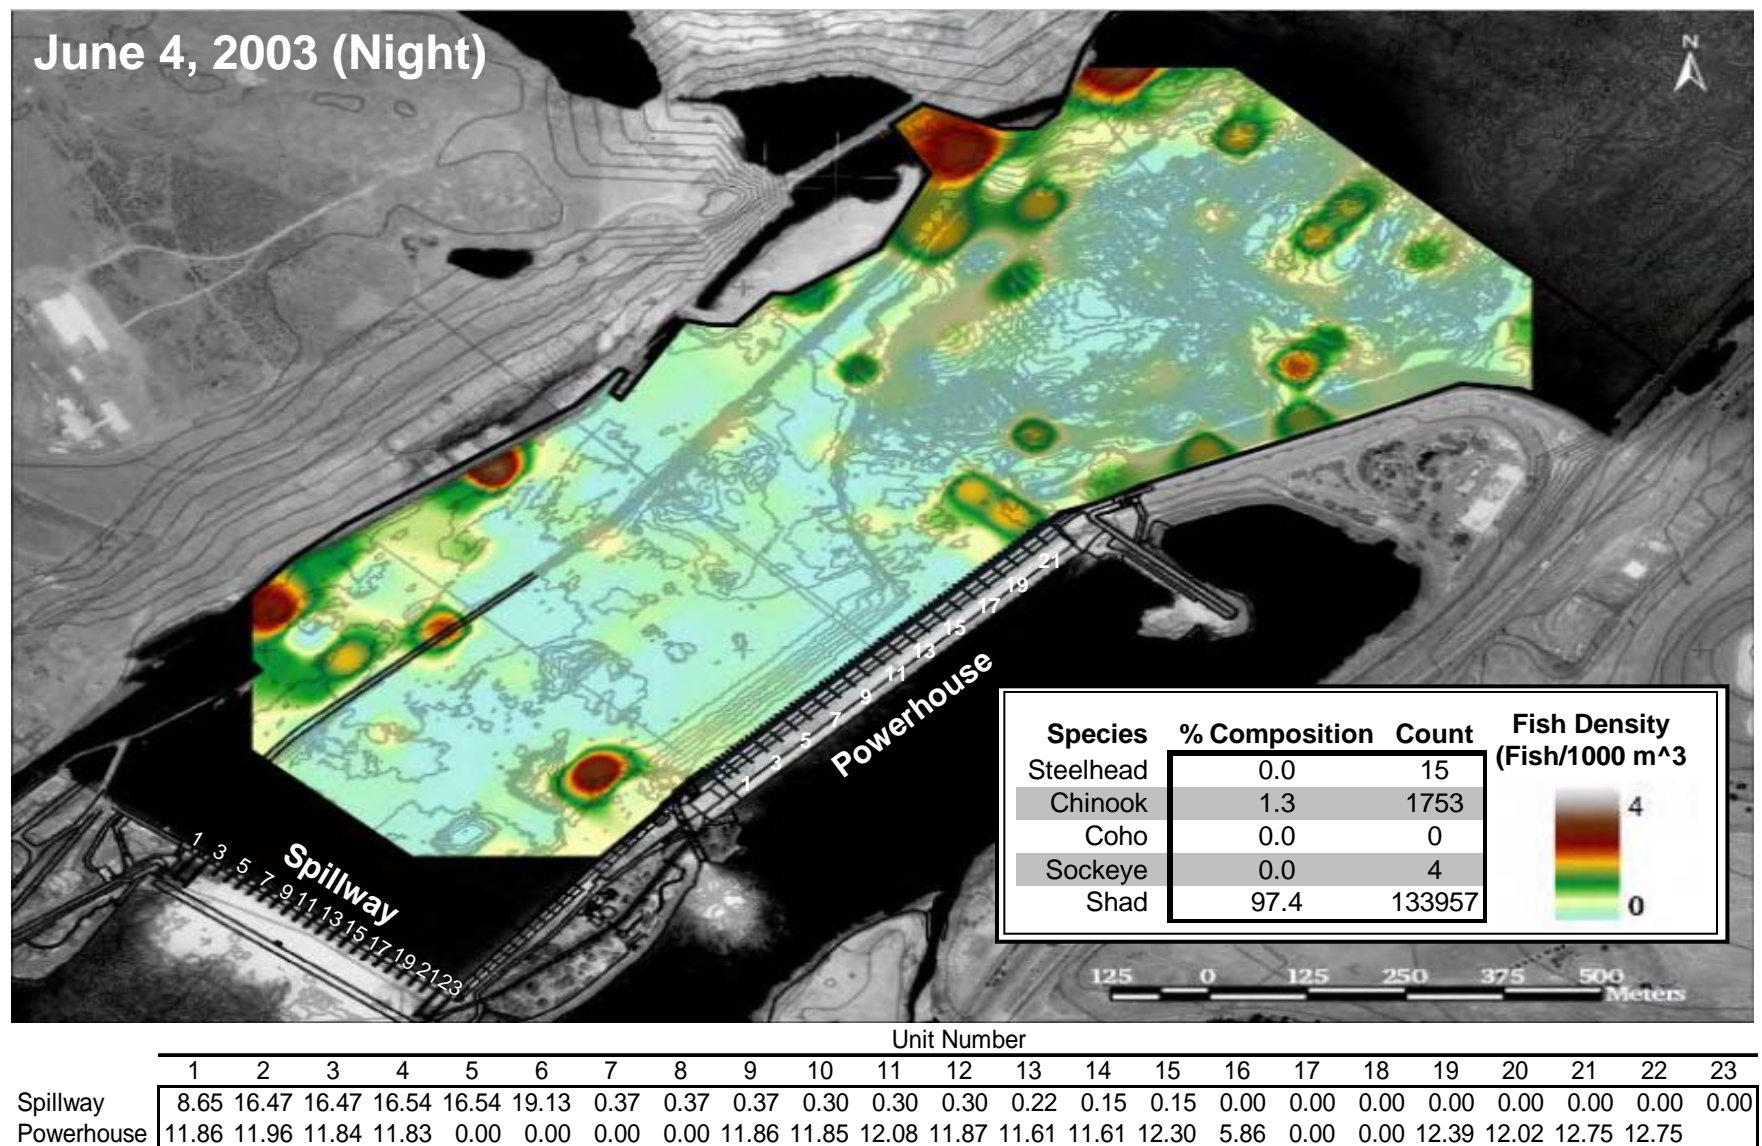 June 4, 2003 (Night)
N
21
19
17
15
13
11
9
7
5
3
1
Powerhouse
1 3 5 7 9 11 13 15 17 19 21 23
Spillway
Species % Composition Count
Steelhead 0.0 15
Chinook 1.3 1753
Coho 0.0 0
Sockeye 0.0 4
Shad 97.4 133957
Fish Density
(Fish/1000 m^3
4
0
125 0 125 250 375 500
Meters
Unit Number
1 2 3 4 5 6 7 8 9 10 11 12 13 14 15 16 17 18 19 20 21 22 23
Spillway 8.65 16.47 16.47 16.54 16.54 19.13 0.37 0.37 0.37 0.30 0.30 0.30 0.22 0.15 0.15 0.00 0.00 0.00 0.00 0.00 0.00 0.00 0.00
Powerhouse 11.86 11.96 11.84 11.83 0.00 0.00 0.00 0.00 11.86 11.85 12.08 11.87 11.61 11.61 12.30 5.86 0.00 0.00 12.39 12.02 12.75 12.75